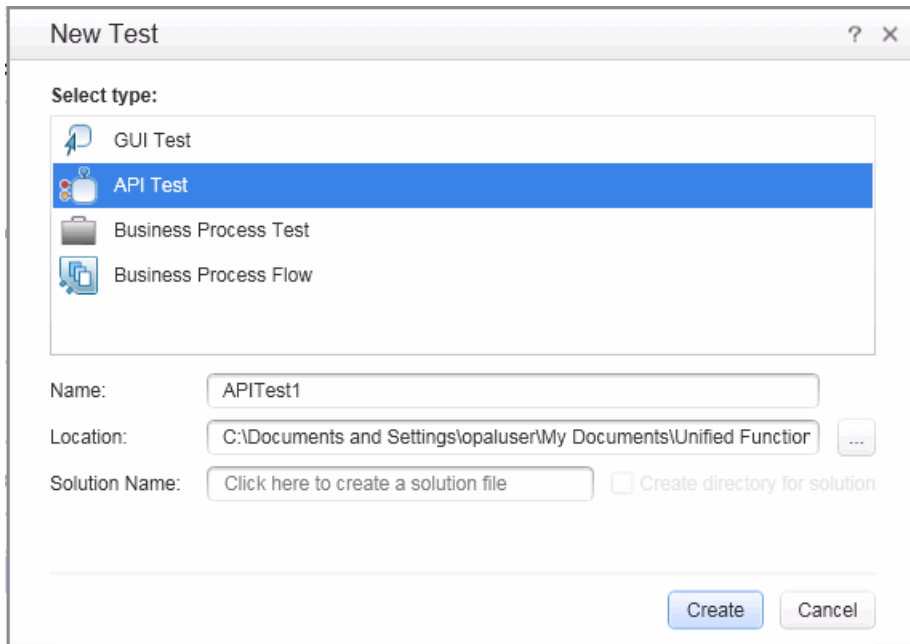 New Test
?
Select type:
GUI Test
API Test
Business Process Test
Business Process Flow
Name: APITest1
Location: C:\Documents and Settings\opaluser\My Documents\Unified Function
...
Solution Name: Click here to create a solution file
Create directory for solution
Create Cancel